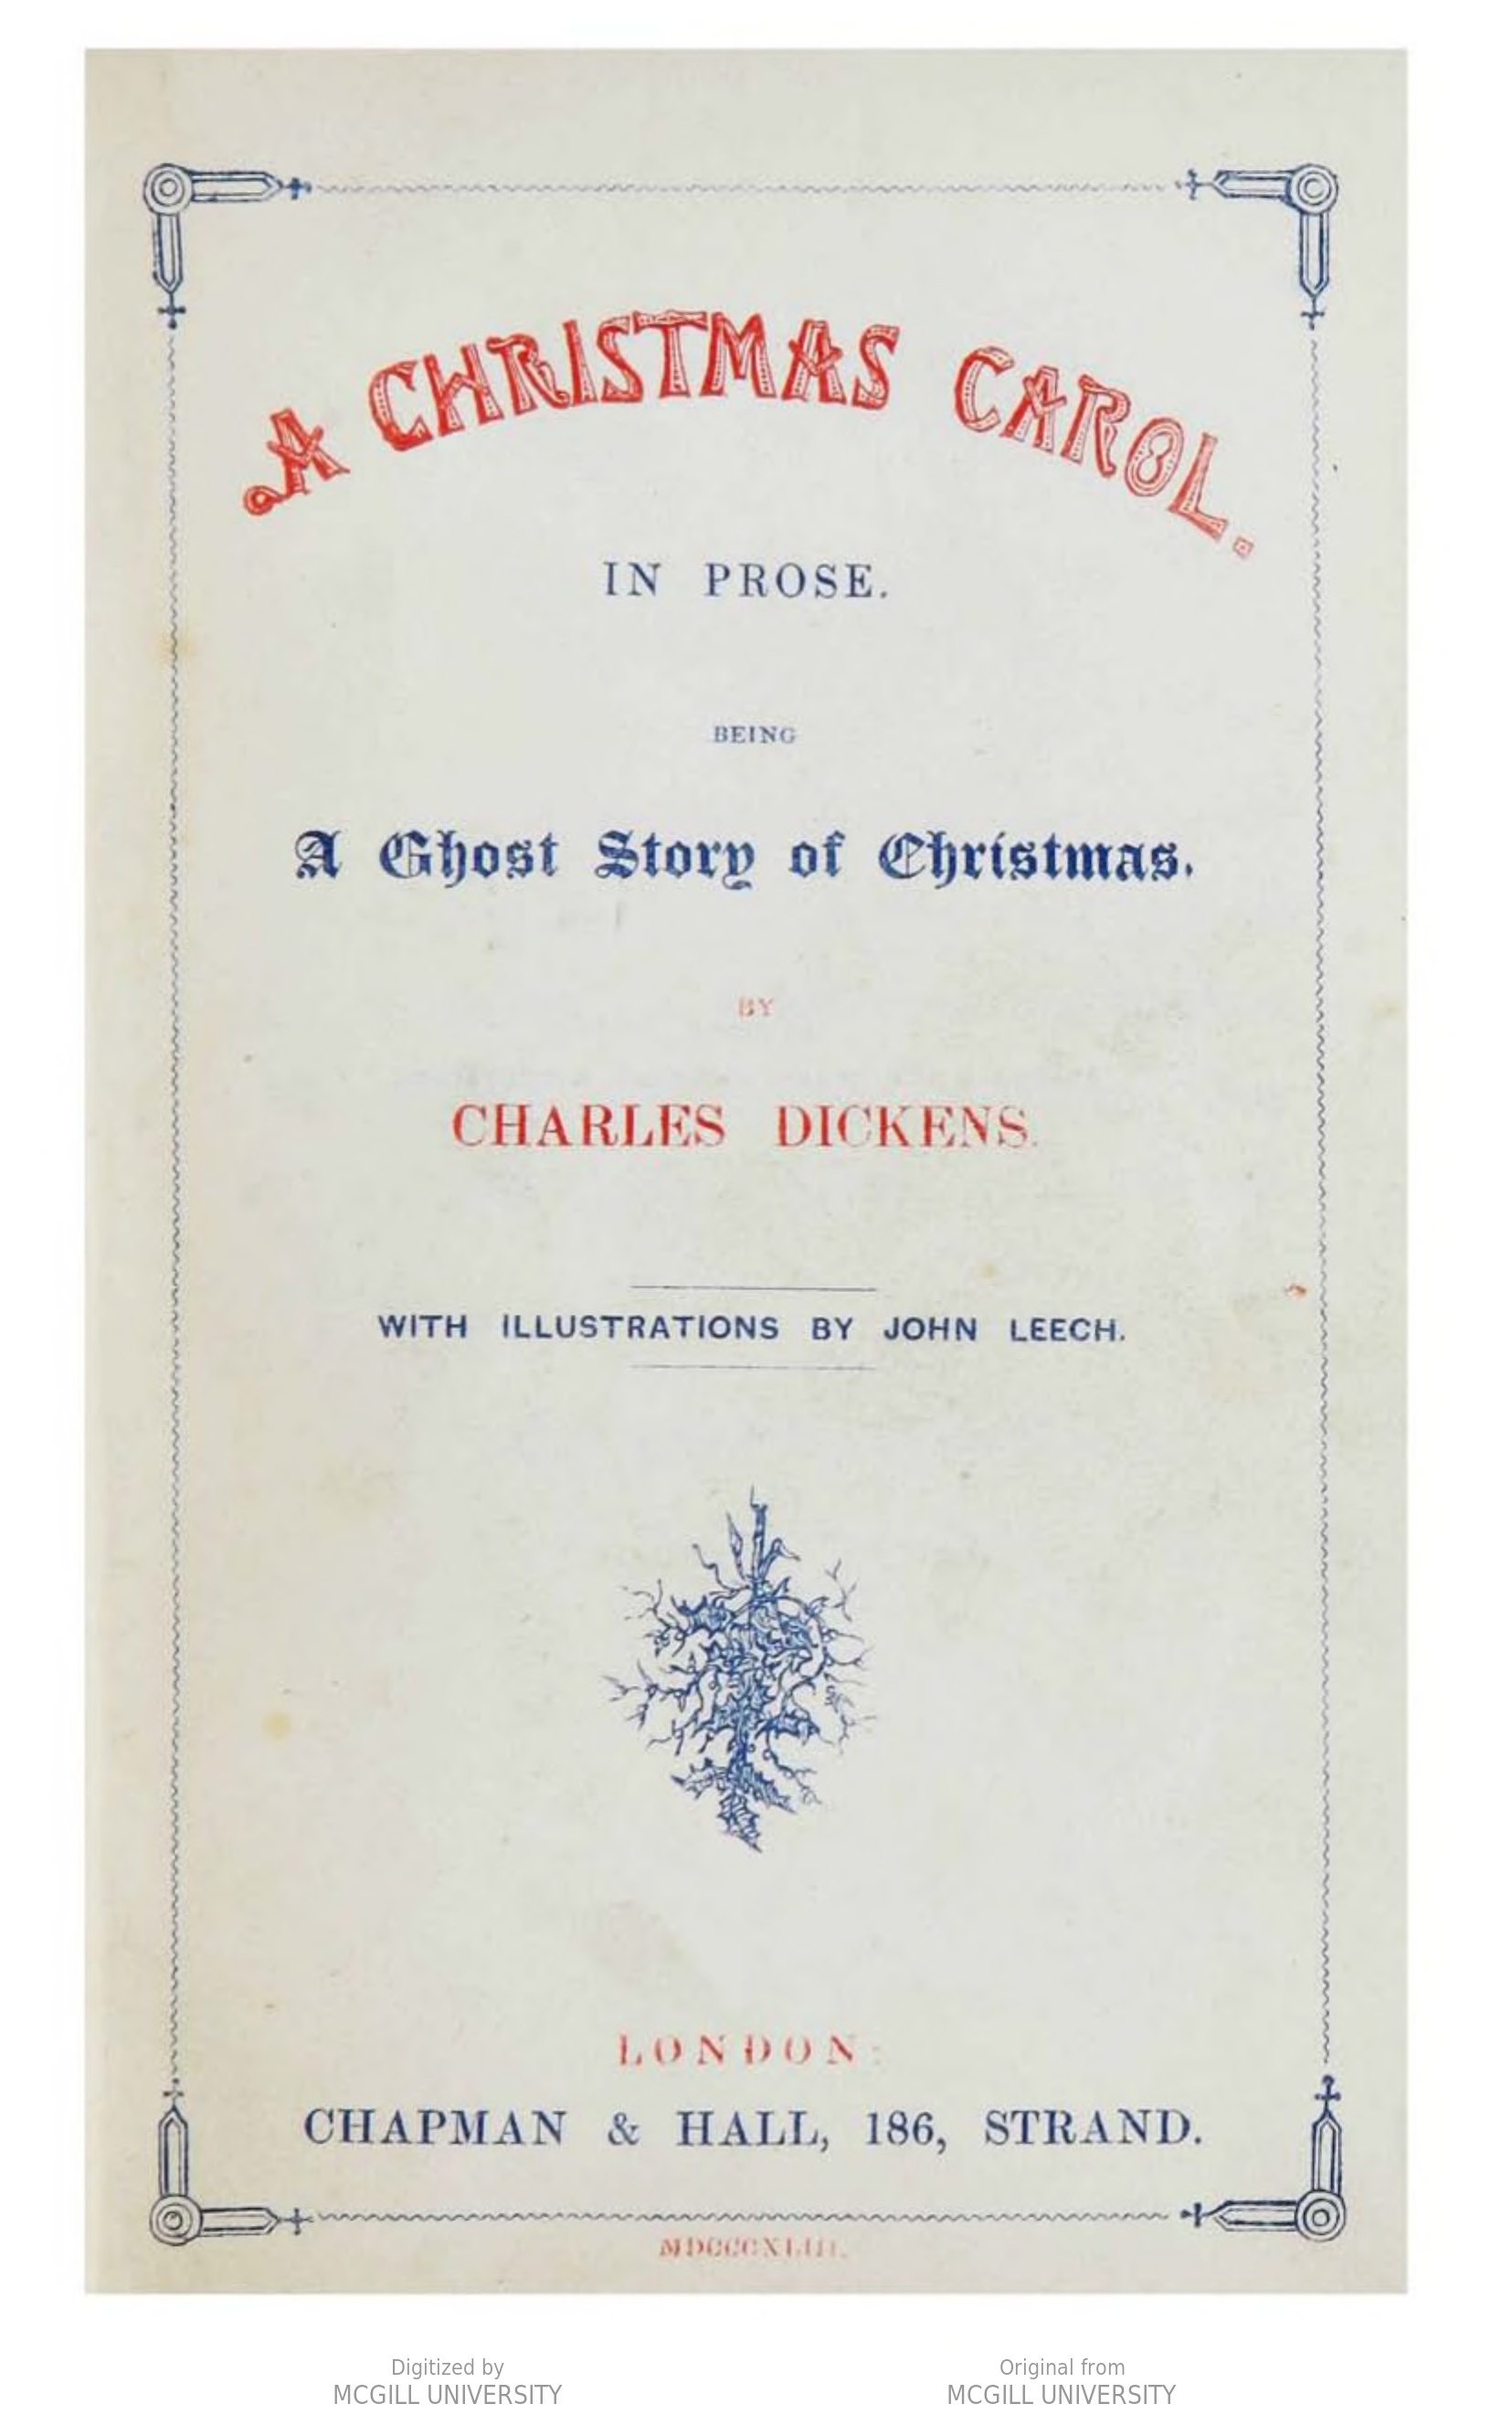 A CHRISTMAS CAROL.
IN PROSE.
BEING
A Ghost Story of Christmas.
BY
CHARLES DICKENS.
WITH ILLUSTRATIONS BY JOHN LEECH.
LONDON:
CHAPMAN & HALL, 186, STRAND.
MDCCCXLIII.
Digitized by
MCGILL UNIVERSITY
Original from
MCGILL UNIVERSITY